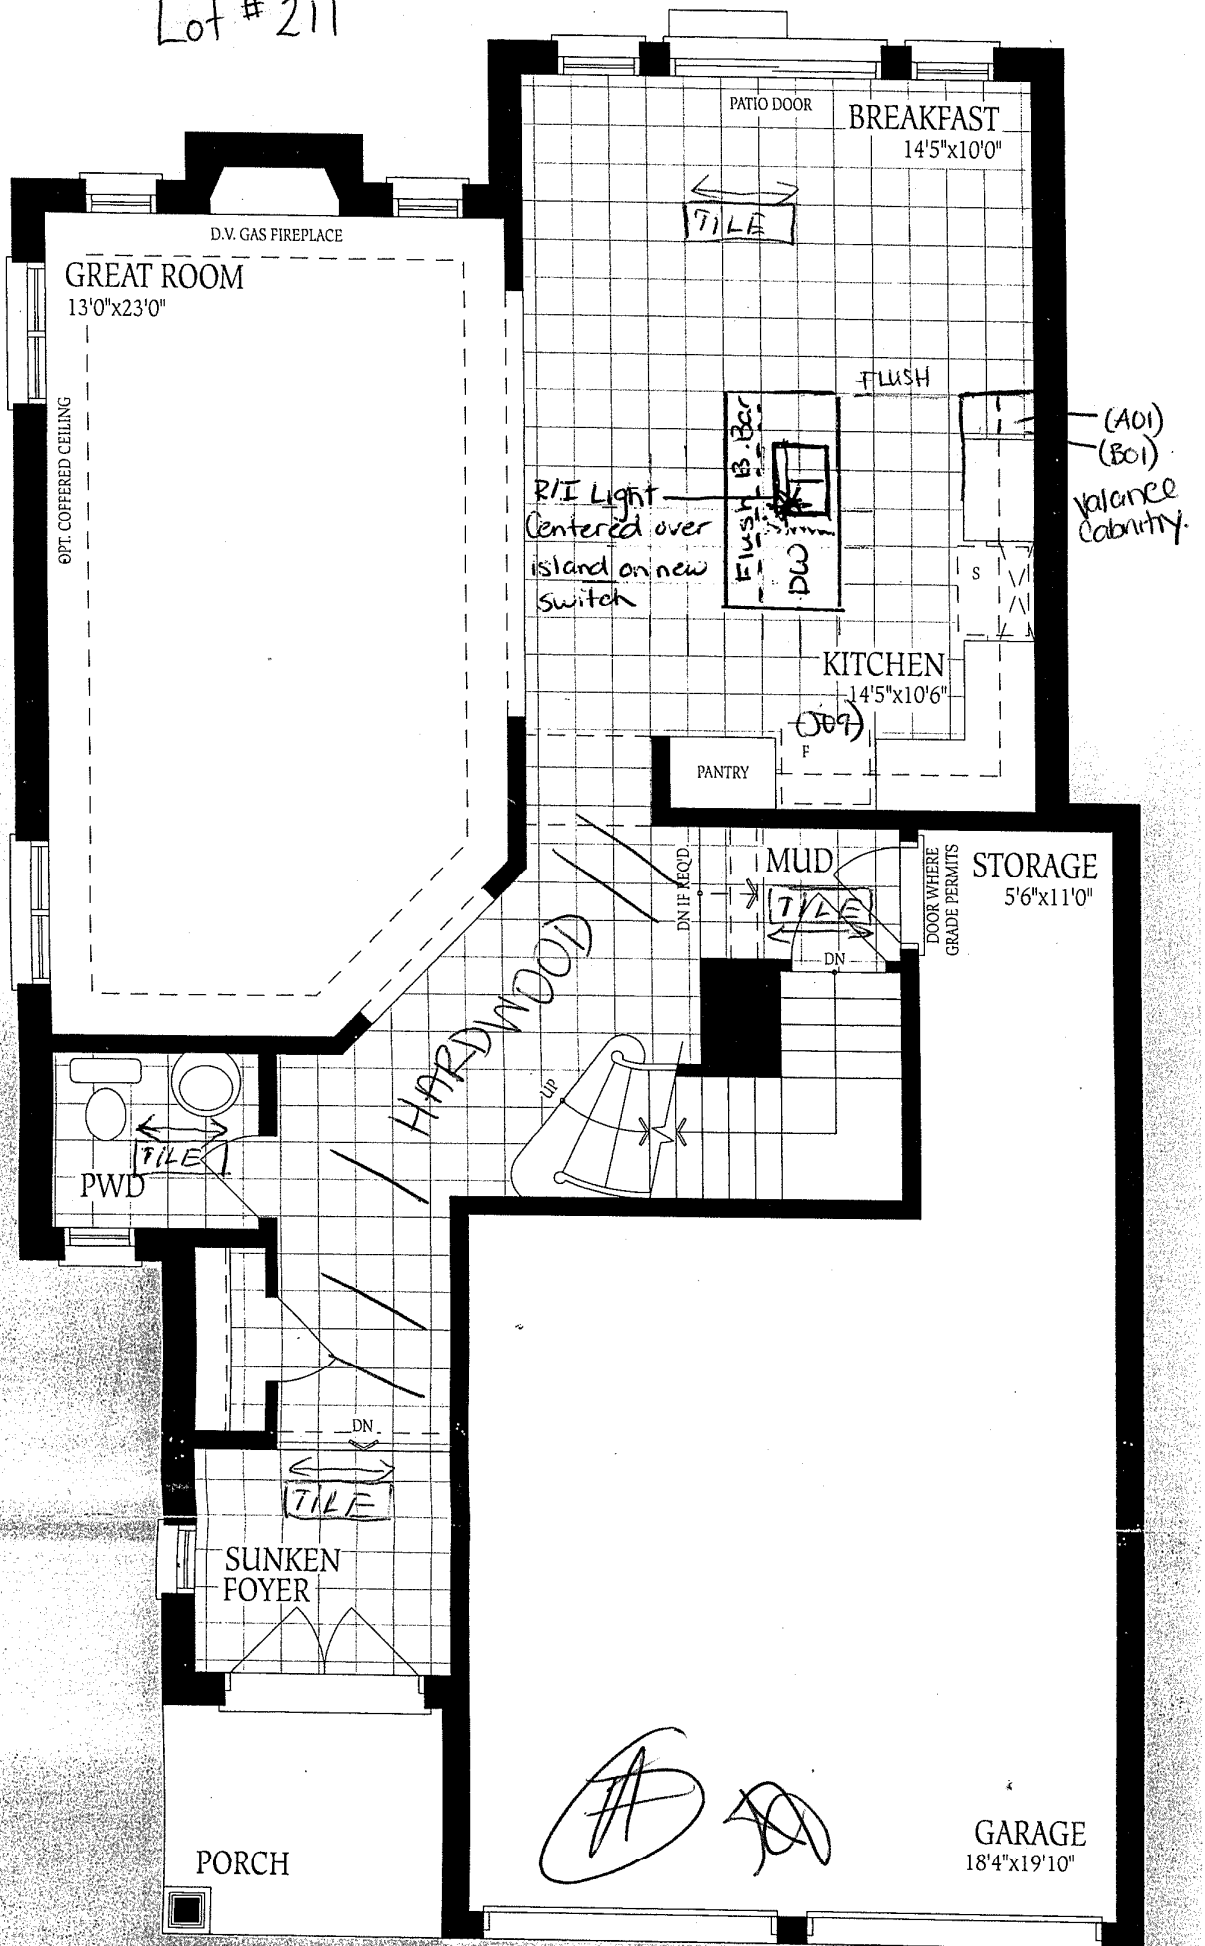 Lot # 211
PATIO DOOR
BREAKFAST
14'5"x10'0"
TILE
D.V. GAS FIREPLACE
GREAT ROOM
13'0"x23'0"
OPT. COFFERED CEILING
FLUSH
(A01)
(B01)
Valance
Cabnitry.
Flush B.Bar
DW
R/I Light
Centered over
island on new
switch
S
KITCHEN
14'5"x10'6"
F
PANTRY
DN IF REQ'D
MUD
TILE
DN
DOOR WHERE
GRADE PERMITS
STORAGE
5'6"x11'0"
HARDWOOD
UP
TILE
PWD
DN
TILE
SUNKEN
FOYER
PORCH
GARAGE
18'4"x19'10"